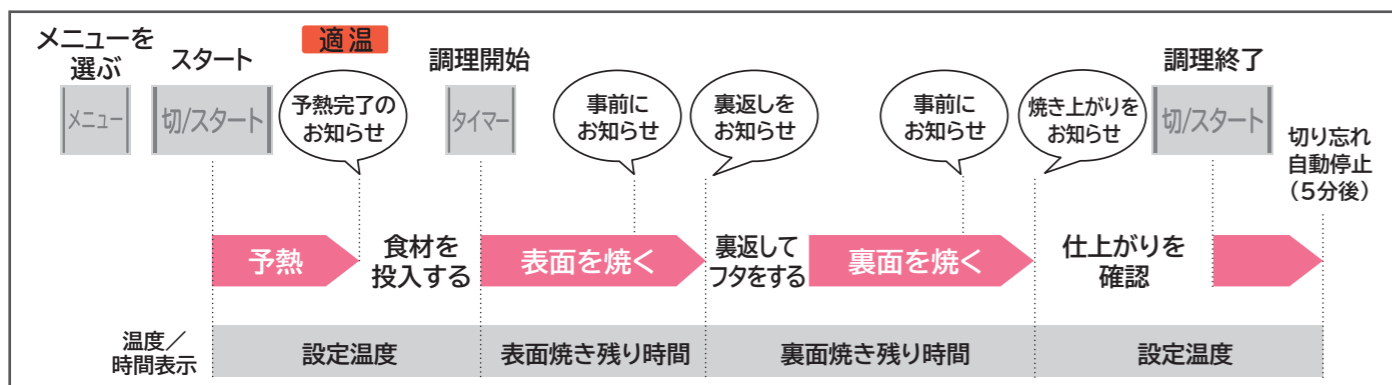 メニューを
選ぶ
メニュー
スタート
切/スタート
適温
予熱完了の
お知らせ
調理開始
タイマー
事前に
お知らせ
裏返しを
お知らせ
事前に
お知らせ
焼き上がりを
お知らせ
調理終了
切/スタート
切り忘れ
自動停止
(5分後)
予熱
食材を
投入する
表面を焼く
裏返して
フタをする
裏面を焼く
仕上がりを
確認
温度/
時間表示
設定温度
表面焼き残り時間
裏面焼き残り時間
設定温度